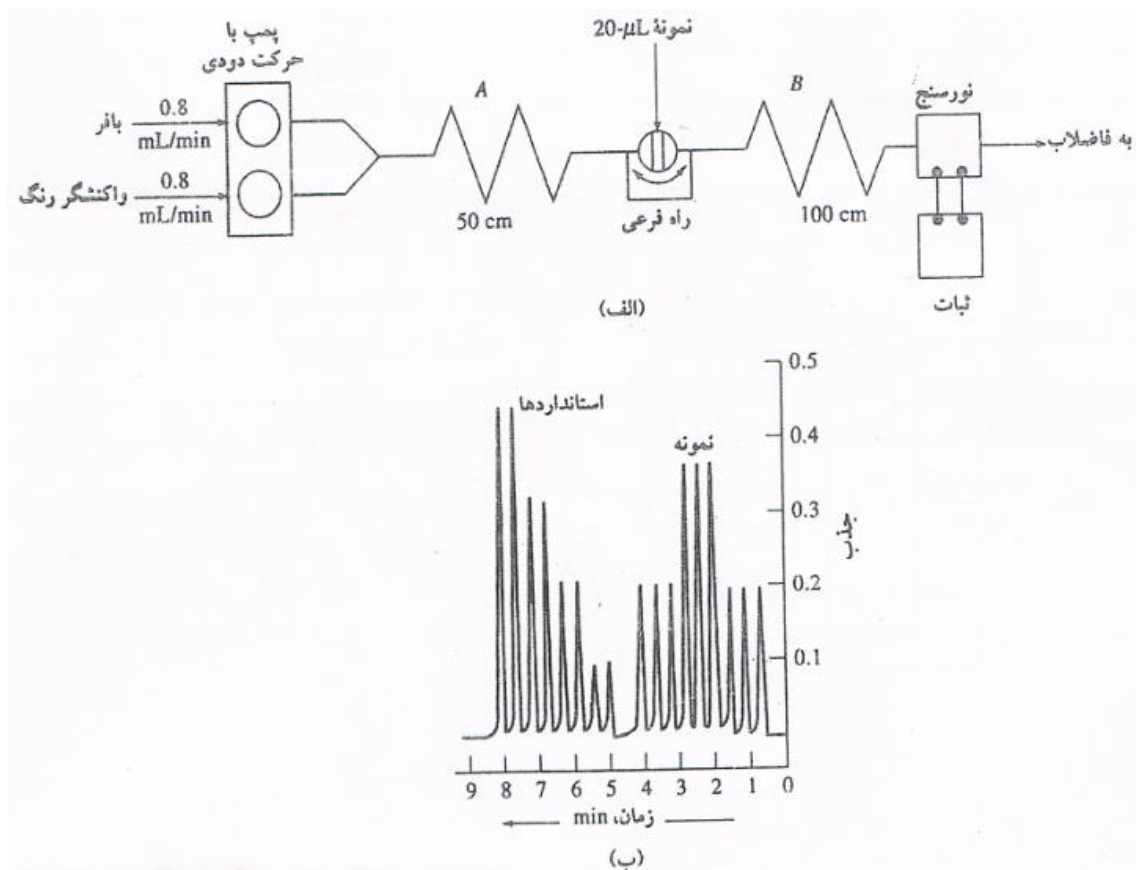 پمپ با
حرکت دودی
بافر
0.8
mL/min
واکنشگر رنگ
0.8
mL/min
A
50 cm
نمونهٔ 20-μL
راه فرعی
B
100 cm
نورسنج
به فاضلاب
ثبات
(الف)
استانداردها
نمونه
0.5
0.4
0.3
0.2
0.1
جذب
9 8 7 6 5 4 3 2 1 0
زمان، min
(ب)